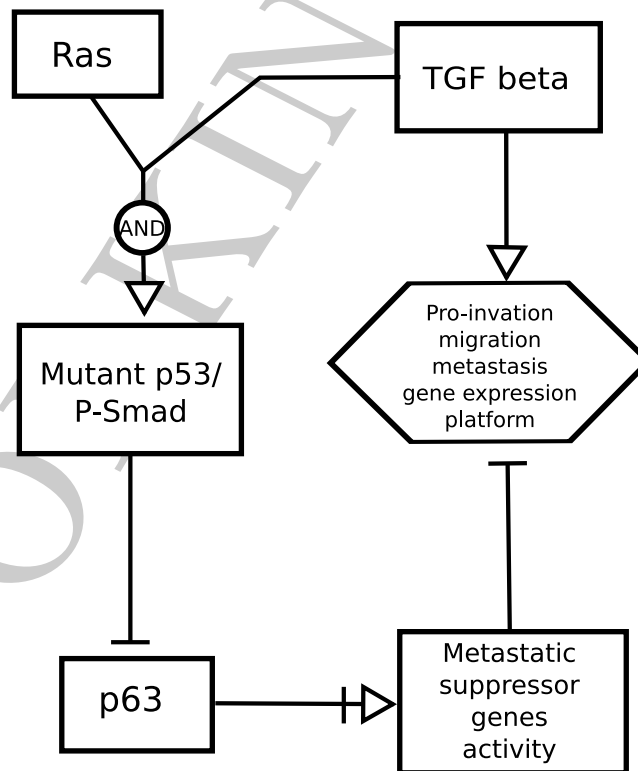 Ras
TGF beta
AND
Pro-invation
migration
metastasis
gene expression
platform
Mutant p53/
P-Smad
p63
Metastatic
suppressor
genes
activity